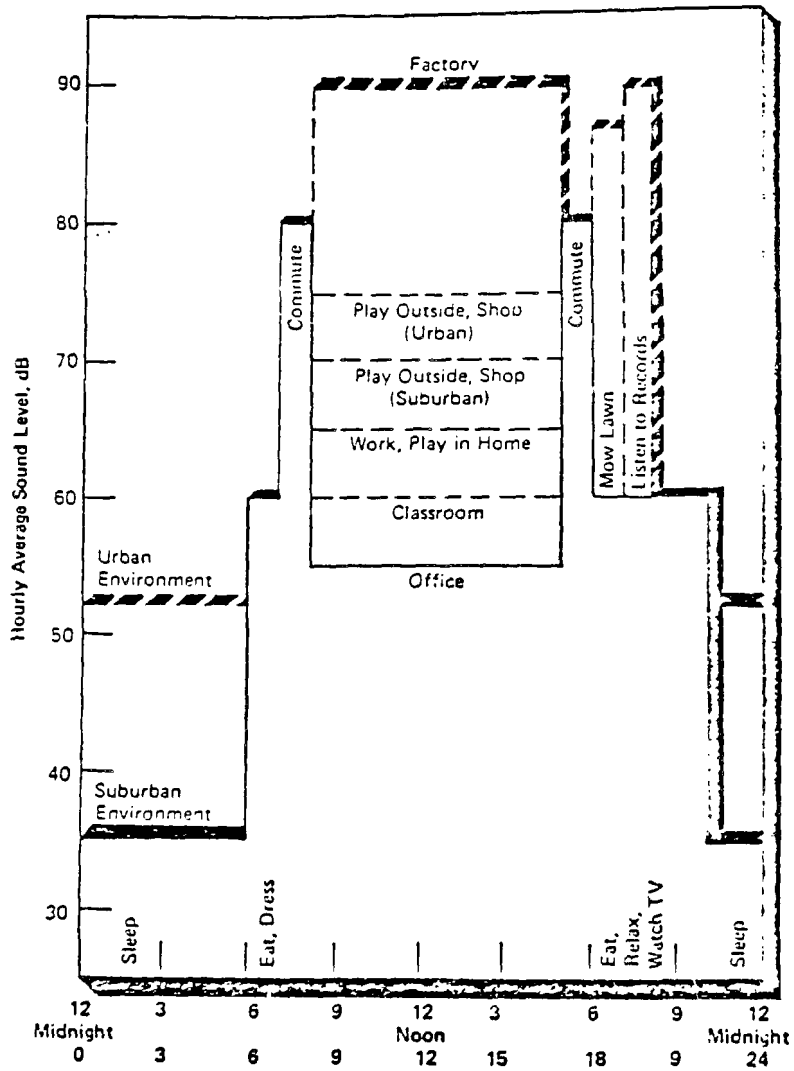 Hourly Average Sound Level, dB
90
80
70
60
50
40
30
Factory
Commute
Play Outside, Shop
(Urban)
Play Outside, Shop
(Suburban)
Work, Play in Home
Classroom
Office
Commute
Mow Lawn
Listen to Records
Urban
Environment
Suburban
Environment
Sleep
Eat, Dress
Eat,
Relax,
Watch TV
Sleep
12 3 6 9 12 3 6 9 12
Midnight Noon Midnight
0 3 6 9 12 15 18 9 24